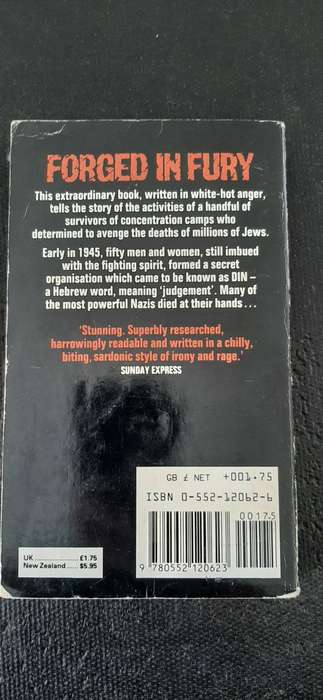 FORGED IN FURY
This extraordinary book, written in white-hot anger,
tells the story of the activities of a handful of
survivors of concentration camps who
determined to avenge the deaths of millions of Jews.
Early in 1945, fifty men and women, still imbued
with the fighting spirit, formed a secret
organisation which came to be known as DIN –
a Hebrew word, meaning ‘judgement’. Many of
the most powerful Nazis died at their hands . . .
‘Stunning. Superbly researched,
harrowingly readable and written in a chilly,
biting, sardonic style of irony and rage.’
SUNDAY EXPRESS
GB £ NET +001.75
ISBN 0-552-12062-6
00175
9 780552 120623
UK .................... £1.75
New Zealand ..... $5.95